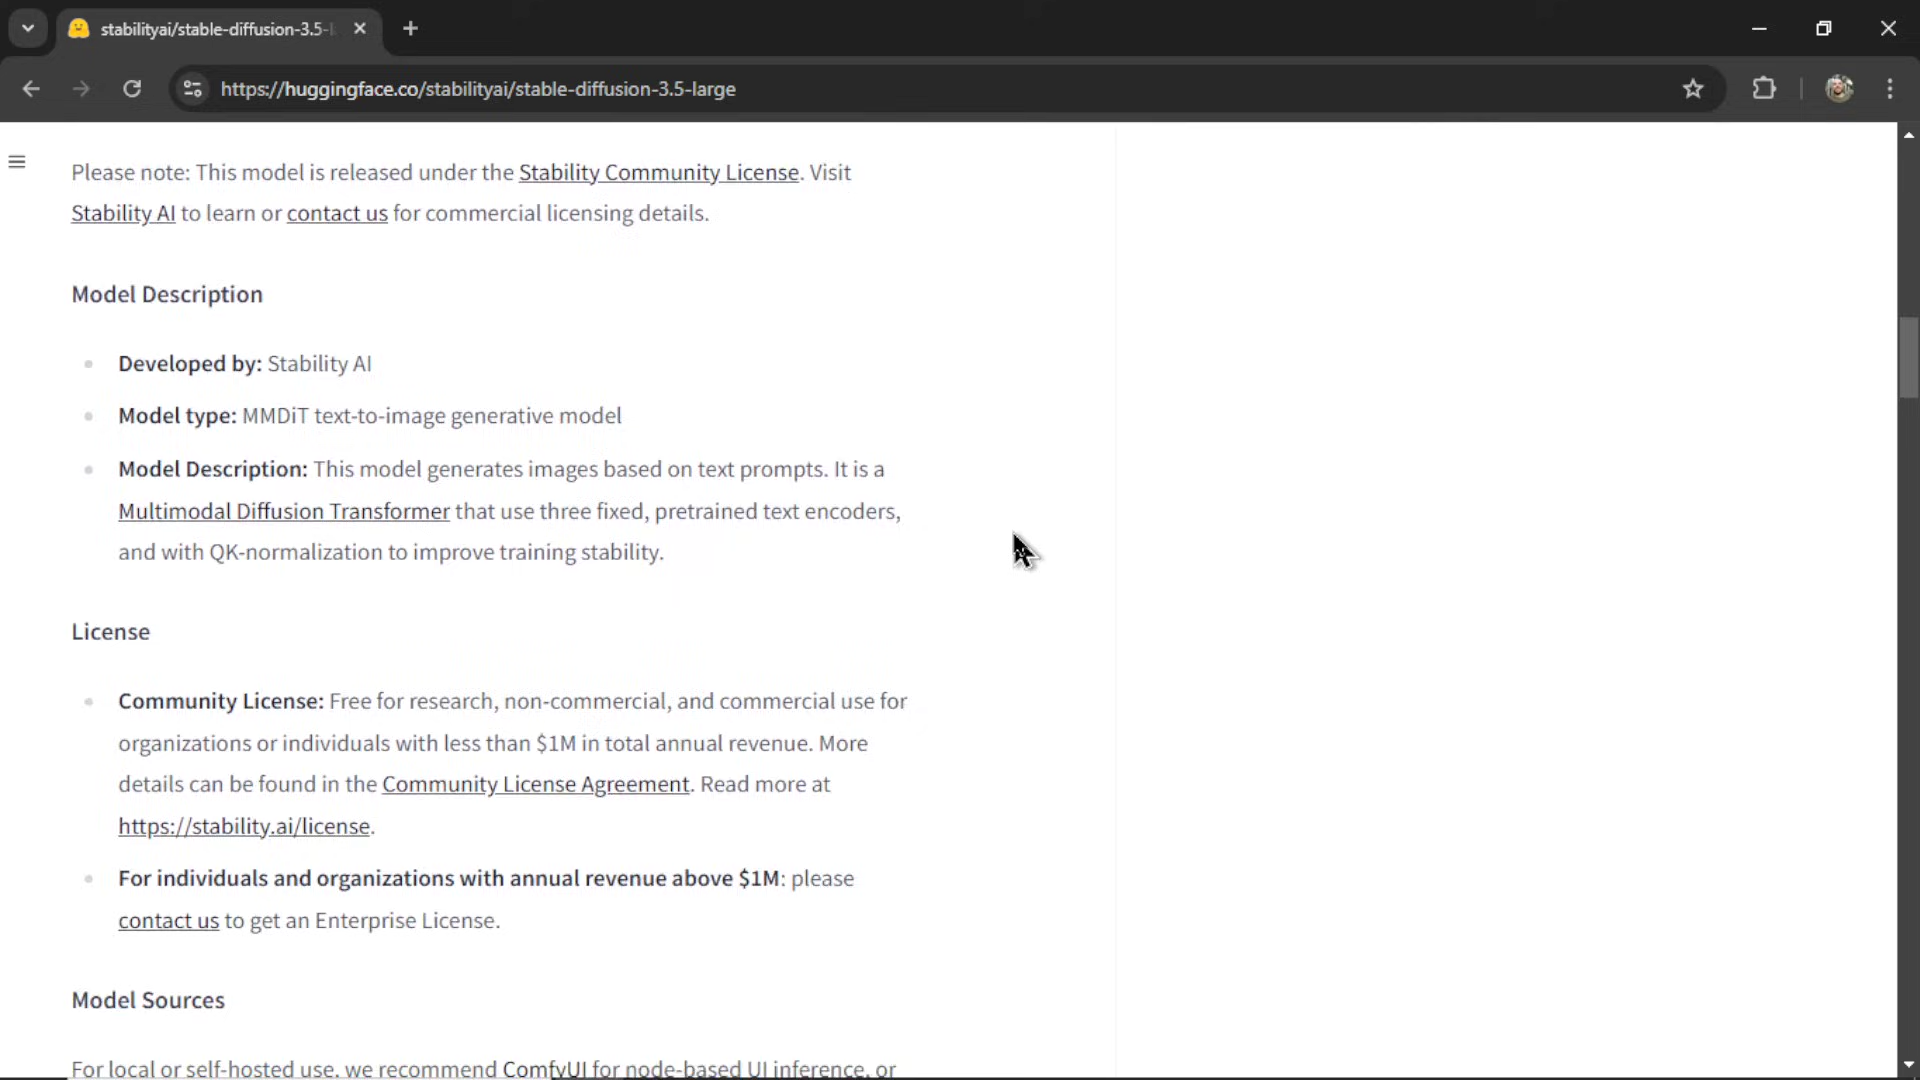 stabilityai/stable-diffusion-3.5-l
https://huggingface.co/stabilityai/stable-diffusion-3.5-large
Please note: This model is released under the Stability Community License. Visit
Stability AI to learn or contact us for commercial licensing details.
Model Description
Developed by: Stability AI
Model type: MMDiT text-to-image generative model
Model Description: This model generates images based on text prompts. It is a
Multimodal Diffusion Transformer that use three fixed, pretrained text encoders,
and with QK-normalization to improve training stability.
License
Community License: Free for research, non-commercial, and commercial use for
organizations or individuals with less than $1M in total annual revenue. More
details can be found in the Community License Agreement. Read more at
https://stability.ai/license.
For individuals and organizations with annual revenue above $1M: please
contact us to get an Enterprise License.
Model Sources
For local or self-hosted use, we recommend ComfyUI for node-based UI inference, or